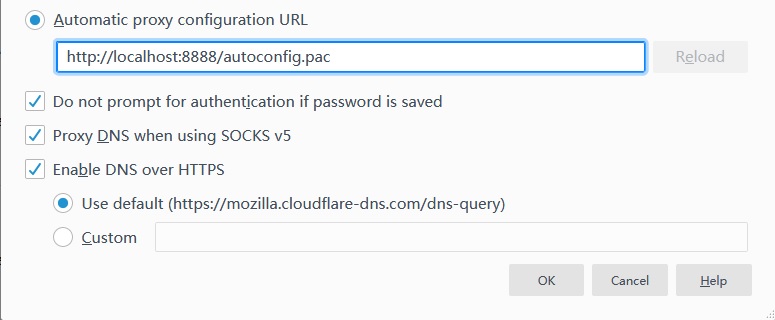 Automatic proxy configuration URL
http://localhost:8888/autoconfig.pac
Reload
Do not prompt for authentication if password is saved
Proxy DNS when using SOCKS v5
Enable DNS over HTTPS
Use default (https://mozilla.cloudflare-dns.com/dns-query)
Custom
OK Cancel Help